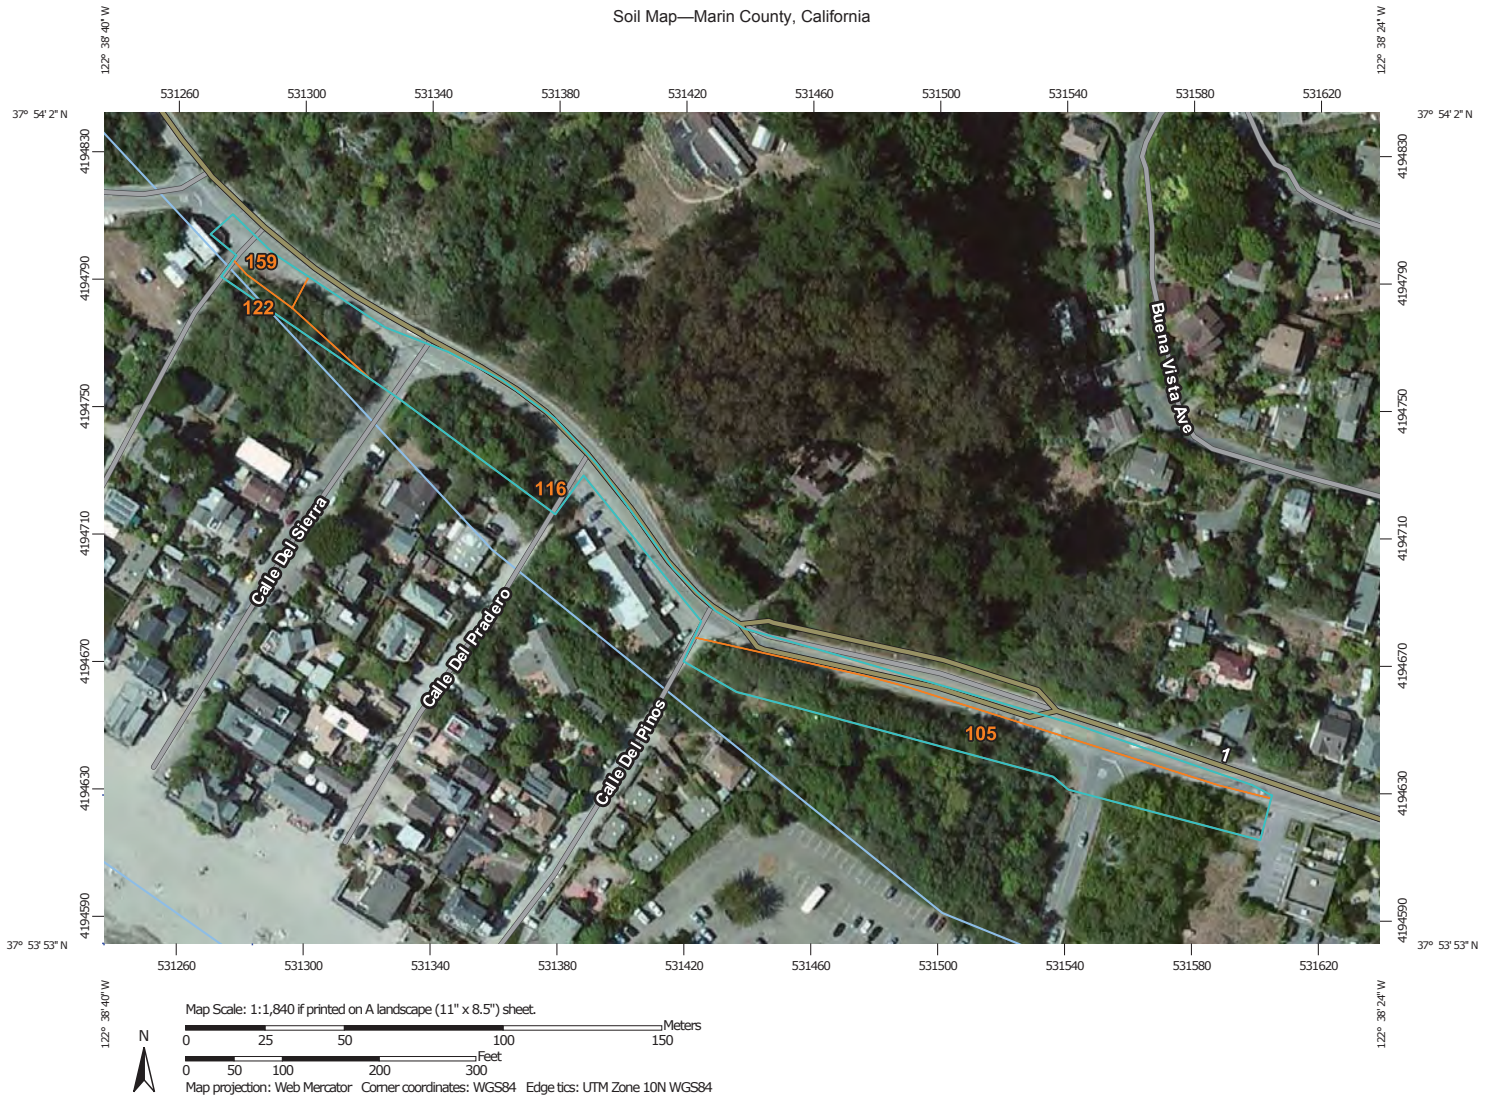 Soil Map—Marin County, California
122° 38' 40" W
122° 38' 24" W
531260 531300 531340 531380 531420 531460 531500 531540 531580 531620
37° 54' 2" N
37° 54' 2" N
4194830
4194830
159
4194790
4194790
122
Buena Vista Ave
4194750
4194750
116
4194710
4194710
Calle Del Sierra
Calle Del Pradero
4194670
4194670
Calle Del Pinos
105
1
4194630
4194630
4194590
4194590
37° 53' 53" N
37° 53' 53" N
531260 531300 531340 531380 531420 531460 531500 531540 531580 531620
122° 38' 40" W
122° 38' 24" W
Map Scale: 1:1,840 if printed on A landscape (11" x 8.5") sheet.
Meters
N
0 25 50 100 150
Feet
0 50 100 200 300
Map projection: Web Mercator Corner coordinates: WGS84 Edge tics: UTM Zone 10N WGS84